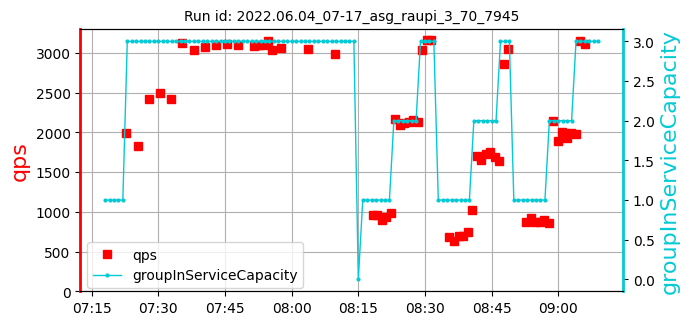 Run id: 2022.06.04_07-17_asg_raupi_3_70_7945
qps
3000
2500
2000
1500
1000
500
0
3.0
2.5
2.0
1.5
1.0
0.5
0.0
groupInServiceCapacity
qps
groupInServiceCapacity
07:15 07:30 07:45 08:00 08:15 08:30 08:45 09:00